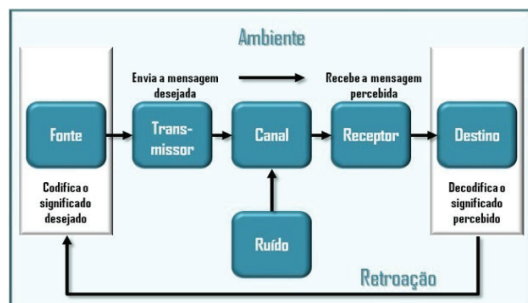 Ambiente
Envia a mensagem
desejada
Recebe a mensagem
percebida
Fonte
Trans-
missor
Canal
Receptor
Destino
Codifica o
significado
desejado
Decodifica o
significado
percebido
Ruído
Retroação